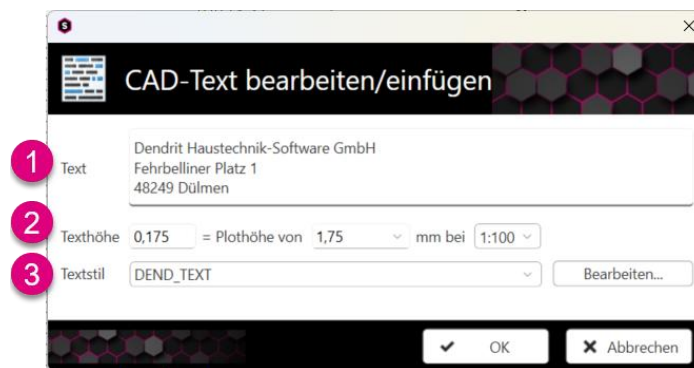 S
CAD-Text bearbeiten/einfügen
1
Text
Dendrit Haustechnik-Software GmbH
Fehrbelliner Platz 1
48249 Dülmen
2
Texthöhe 0,175 = Plothöhe von 1,75 mm bei 1:100
3
Textstil DEND_TEXT Bearbeiten...
OK Abbrechen